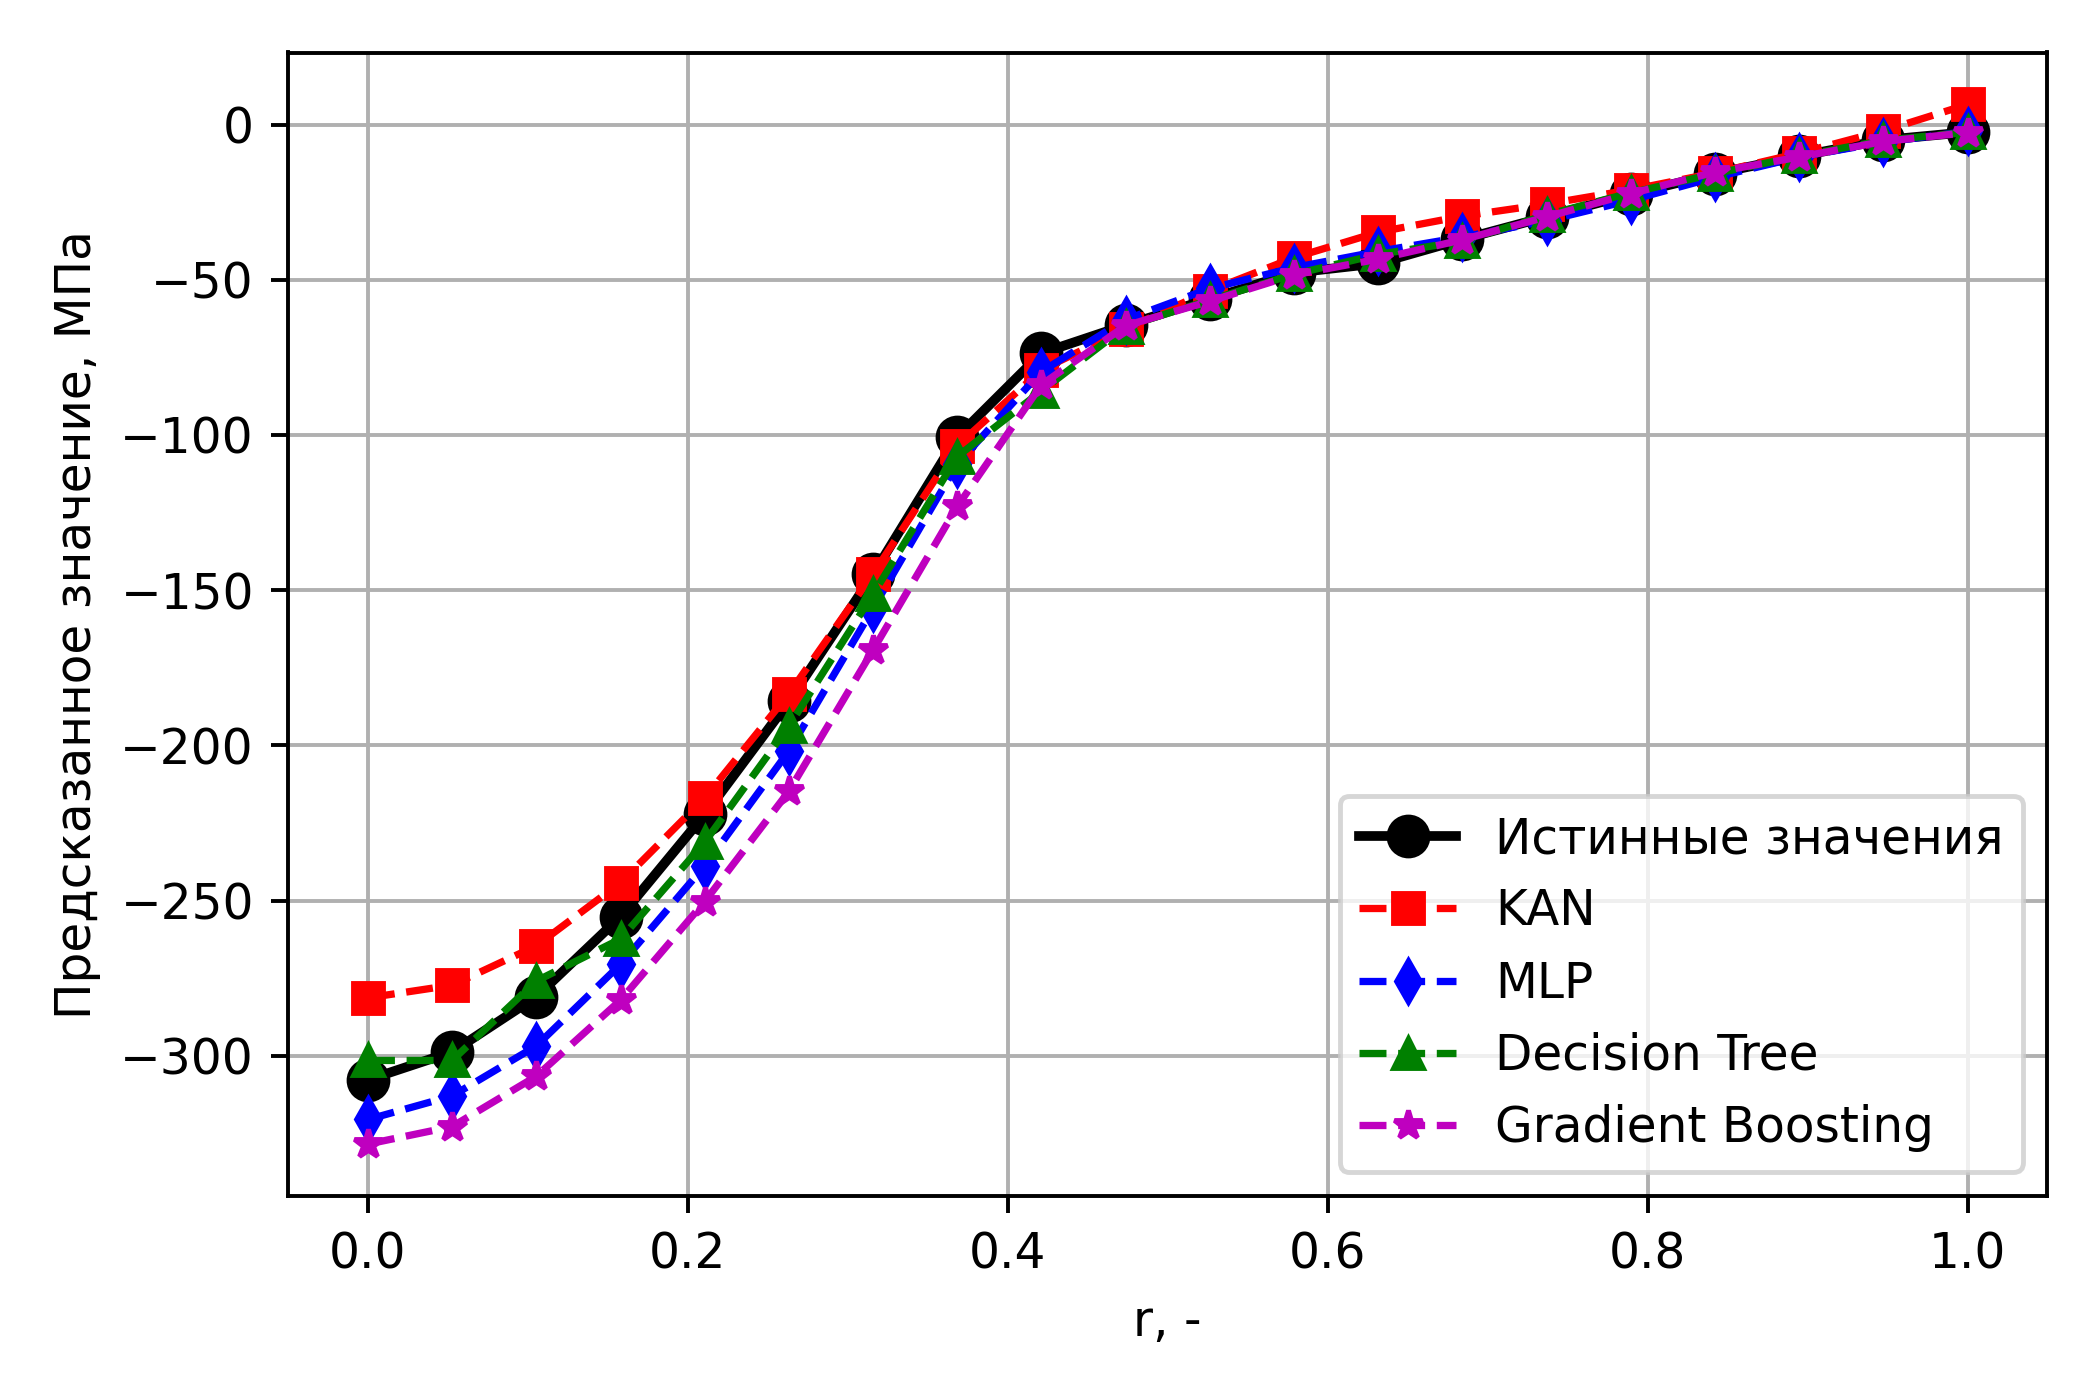 Предсказанное значение, МПа
0
−50
−100
−150
−200
−250
−300
Истинные значения
KAN
MLP
Decision Tree
Gradient Boosting
0.0 0.2 0.4 0.6 0.8 1.0
r, -